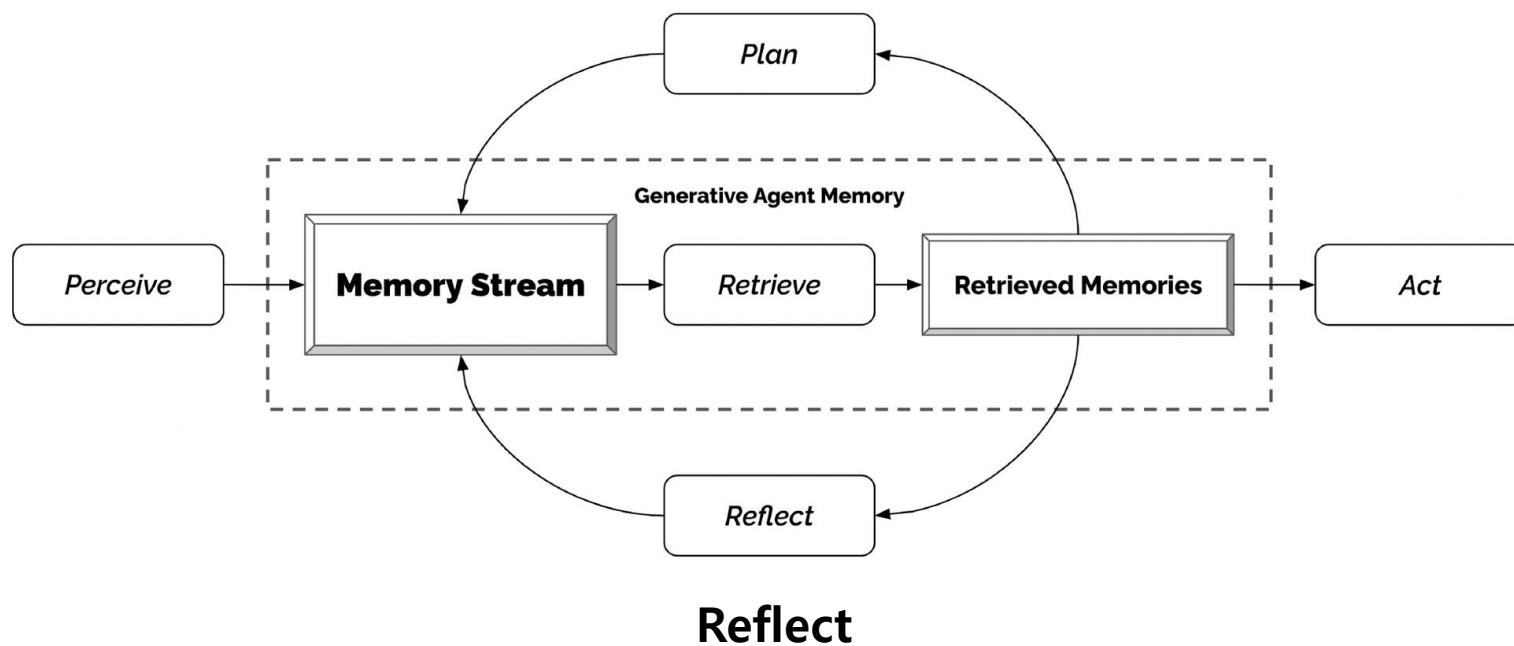 Plan
Generative Agent Memory
Perceive
Memory Stream
Retrieve
Retrieved Memories
Act
Reflect
Reflect